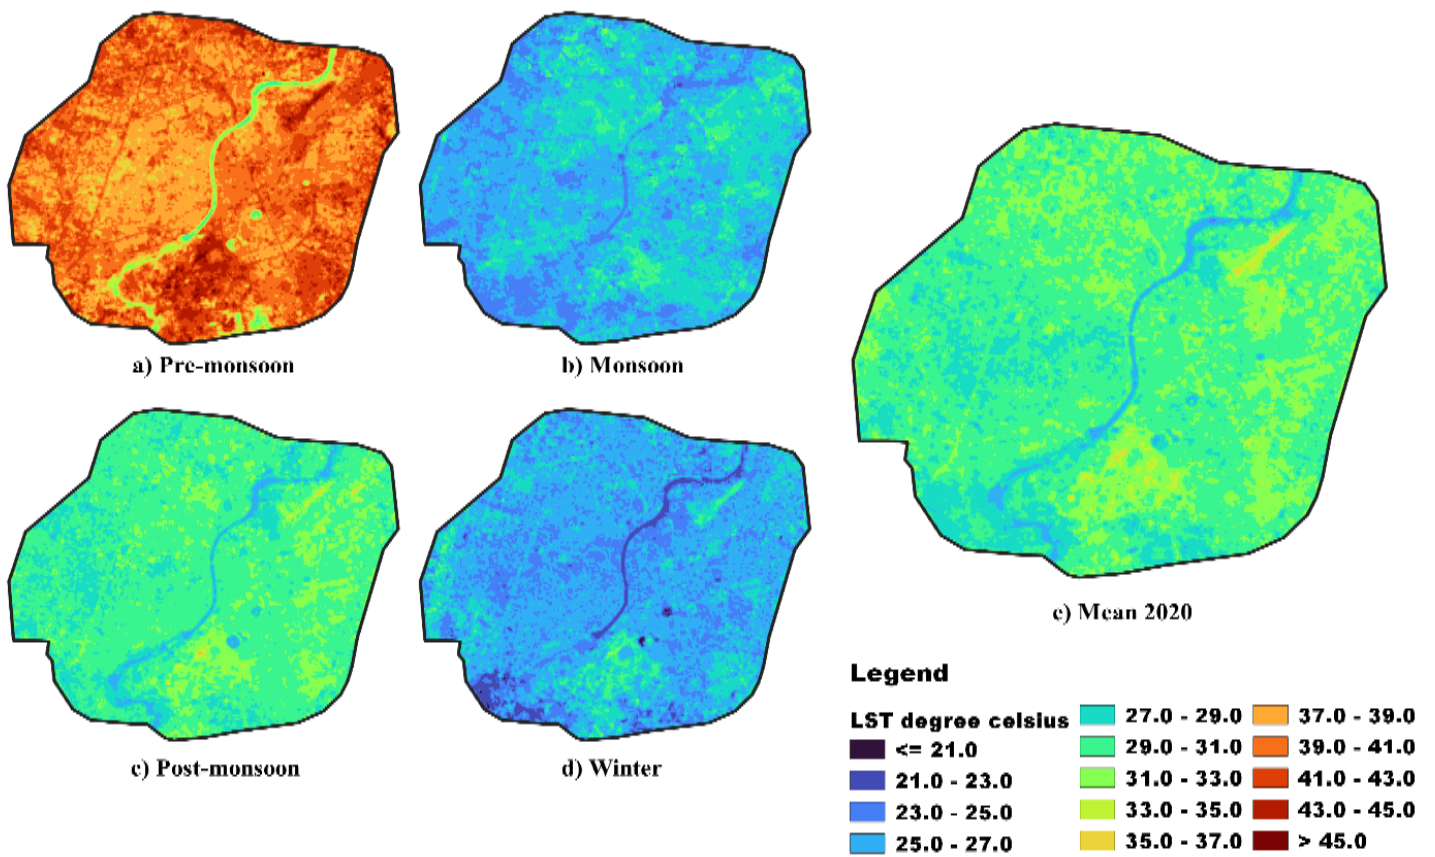 a) Pre-monsoon
b) Monsoon
c) Post-monsoon
d) Winter
e) Mean 2020
Legend
LST degree celsius
<= 21.0
21.0 - 23.0
23.0 - 25.0
25.0 - 27.0
27.0 - 29.0
29.0 - 31.0
31.0 - 33.0
33.0 - 35.0
35.0 - 37.0
37.0 - 39.0
39.0 - 41.0
41.0 - 43.0
43.0 - 45.0
> 45.0